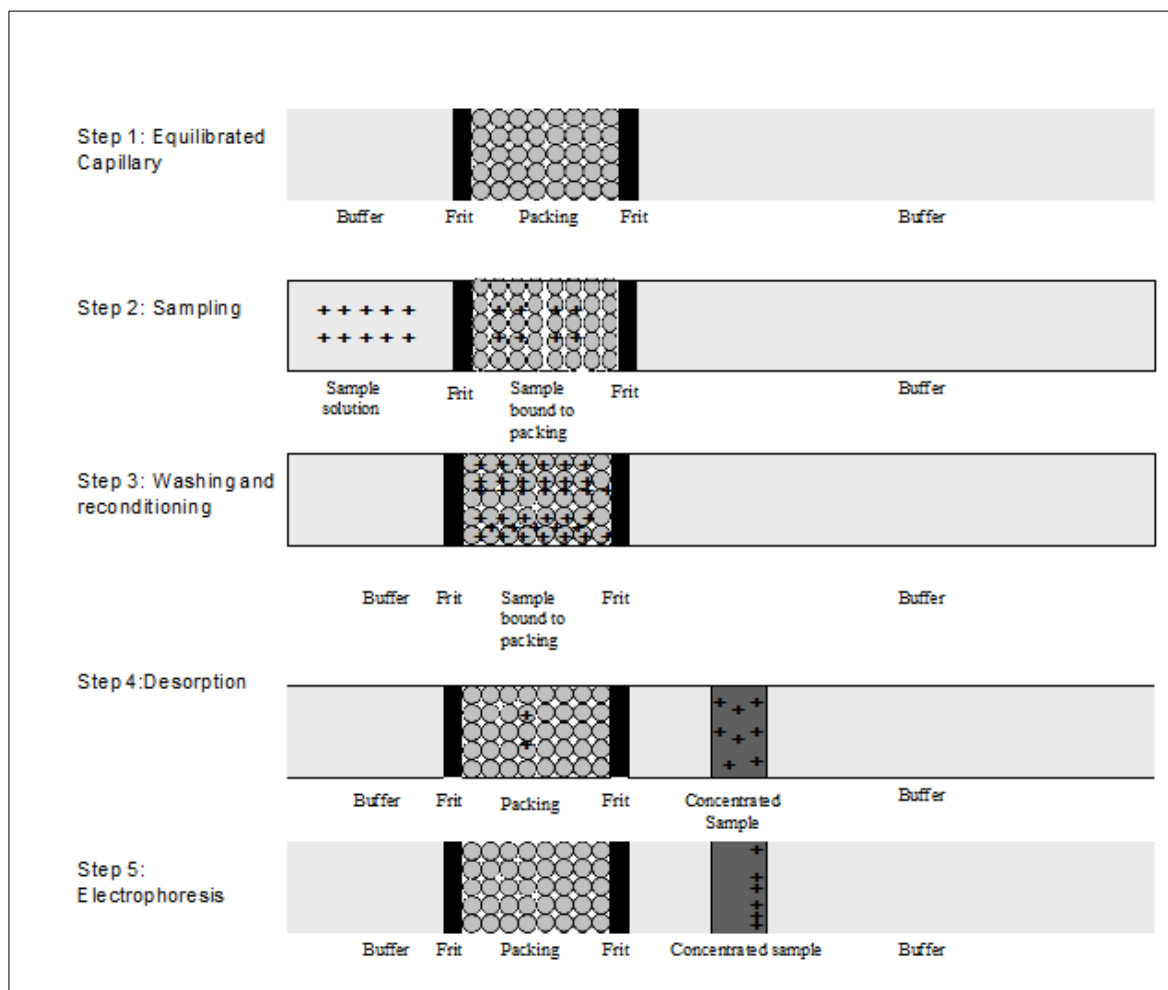 Step 1: Equilibrated
Capillary
Buffer Frit Packing Frit Buffer
Step 2: Sampling
+ + + + +
+ + + + +
Sample
solution
Frit
Sample
bound to
packing
Frit
Buffer
Step 3: Washing and
reconditioning
Buffer Frit
Sample
bound to
packing
Frit
Buffer
Step 4:Desorption
Buffer Frit Packing Frit
Concentrated
Sample
Buffer
Step 5:
Electrophoresis
Buffer Frit Packing Frit Concentrated sample Buffer